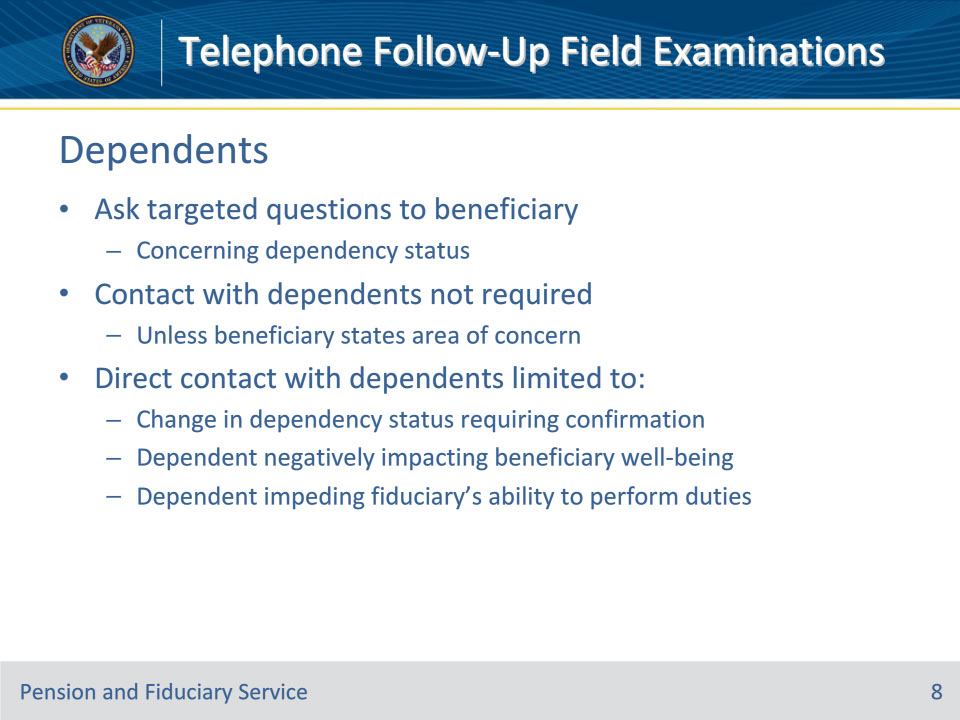 Telephone Follow-Up Field Examinations
Dependents
• Ask targeted questions to beneficiary
– Concerning dependency status
• Contact with dependents not required
– Unless beneficiary states area of concern
• Direct contact with dependents limited to:
– Change in dependency status requiring confirmation
– Dependent negatively impacting beneficiary well-being
– Dependent impeding fiduciary’s ability to perform duties
Pension and Fiduciary Service
8